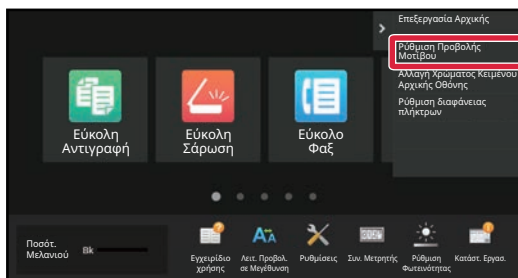 Επεξεργασία Αρχικής
Ρύθμιση Προβολής
Μοτίβου
Αλλαγή Χρώματος Κειμένου
Αρχικής Οθόνης
Ρύθμιση διαφάνειας
πλήκτρων
Εύκολη
Αντιγραφή
Εύκολη
Σάρωση
Εύκολο
Φαξ
Ποσότ.
Μελανιού
Bk
Εγχειρίδιο
χρήσης
Λειτ. Προβολ.
σε Μεγέθυνση
Ρυθμίσεις
Συν. Μετρητής
Ρύθμιση
Φωτεινότητας
Κατάστ. Εργασ.